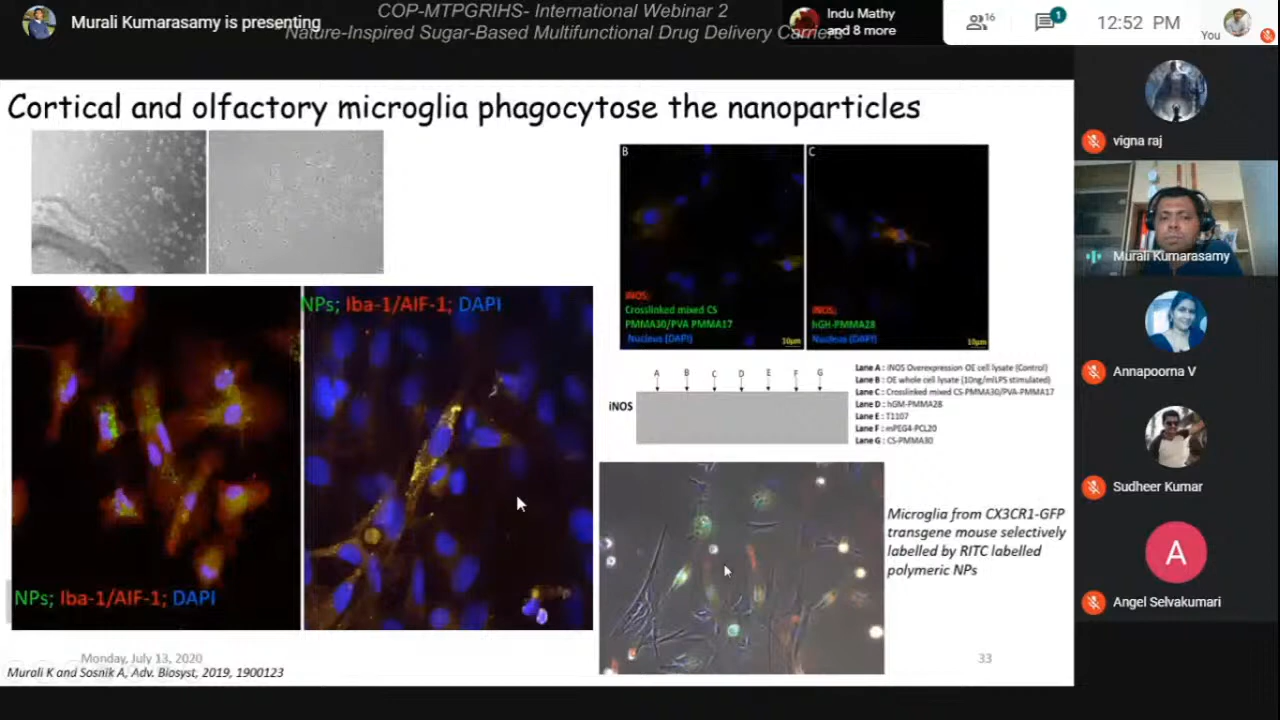 COP-MTPGRIHS- International Webinar 2
Murali Kumarasamy is presenting
Nature-Inspired Sugar-Based Multifunctional Drug Delivery Carriers
Indu Mathy
and 8 more
16
1
12:52 PM
You
Cortical and olfactory microglia phagocytose the nanoparticles
NPs; Iba-1/AIF-1; DAPI
NPs; Iba-1/AIF-1; DAPI
B
iNOS;
Crosslinked mixed CS
PMMA30/PVA PMMA17
Nucleus (DAPI)
10µm
C
iNOS;
hGH-PMMA28
Nucleus (DAPI)
10µm
A B C D E F G
iNOS
Lane A : iNOS Overexpression OE cell lysate (Control)
Lane B : OE whole cell lysate (10ng/mlLPS stimulated)
Lane C : Crosslinked mixed CS-PMMA30/PVA-PMMA17
Lane D : hGM-PMMA28
Lane E : T1107
Lane F : mPEG4-PCL20
Lane G : CS-PMMA30
Microglia from CX3CR1-GFP
transgene mouse selectively
labelled by RITC labelled
polymeric NPs
Monday, July 13, 2020
33
Murali K and Sosnik A, Adv. Biosyst, 2019, 1900123
vigna raj
Murali Kumarasamy
Annapoorna V
Sudheer Kumar
A
Angel Selvakumari